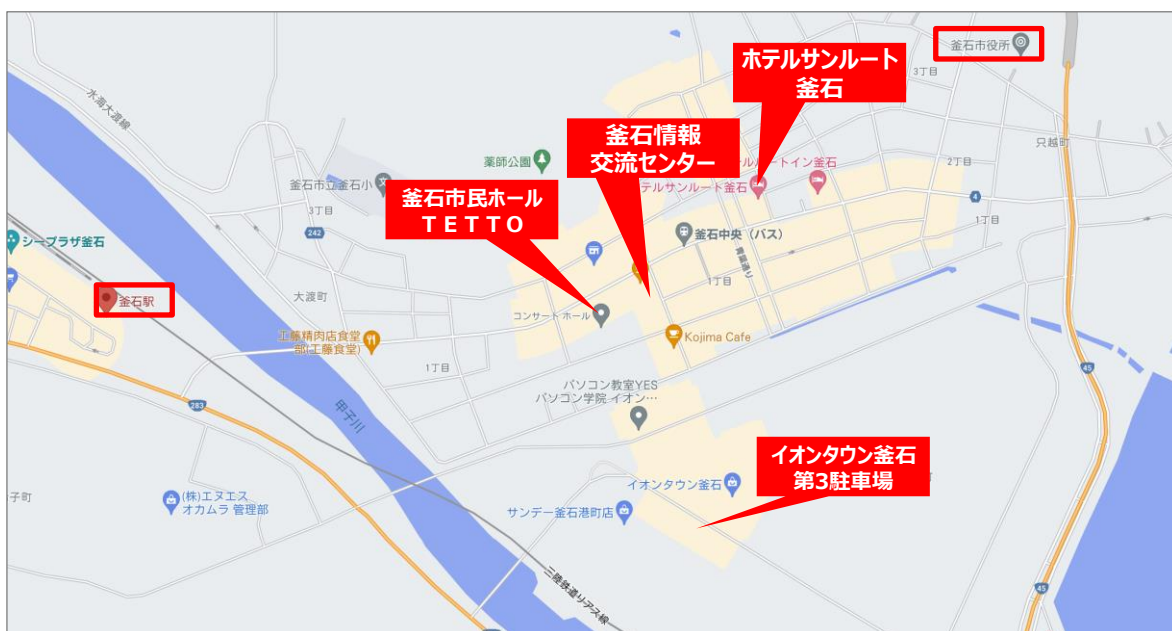 釜石市役所
3丁目
ホテルサンルート
釜石
水海大渡線
只越町
釜石情報
交流センター
薬師公園
ルートイン釜石
2丁目
釜石市立釜石小
テルサンルート釜石
釜石市民ホール
TETTO
4
3丁目
1丁目
242
釜石中央（バス）
シープラザ釜石
青葉通り
1丁目
大渡町
釜石駅
コンサート ホール
工藤精肉店食堂
部(工藤食堂)
Kojima Cafe
1丁目
45
パソコン教室YES
パソコン学院 イオン…
283
甲子川
イオンタウン釜石
第3駐車場
イオンタウン釜石
子町
(株)エヌエス
オカムラ 管理部
サンデー釜石港町店
三陸鉄道リアス線
45